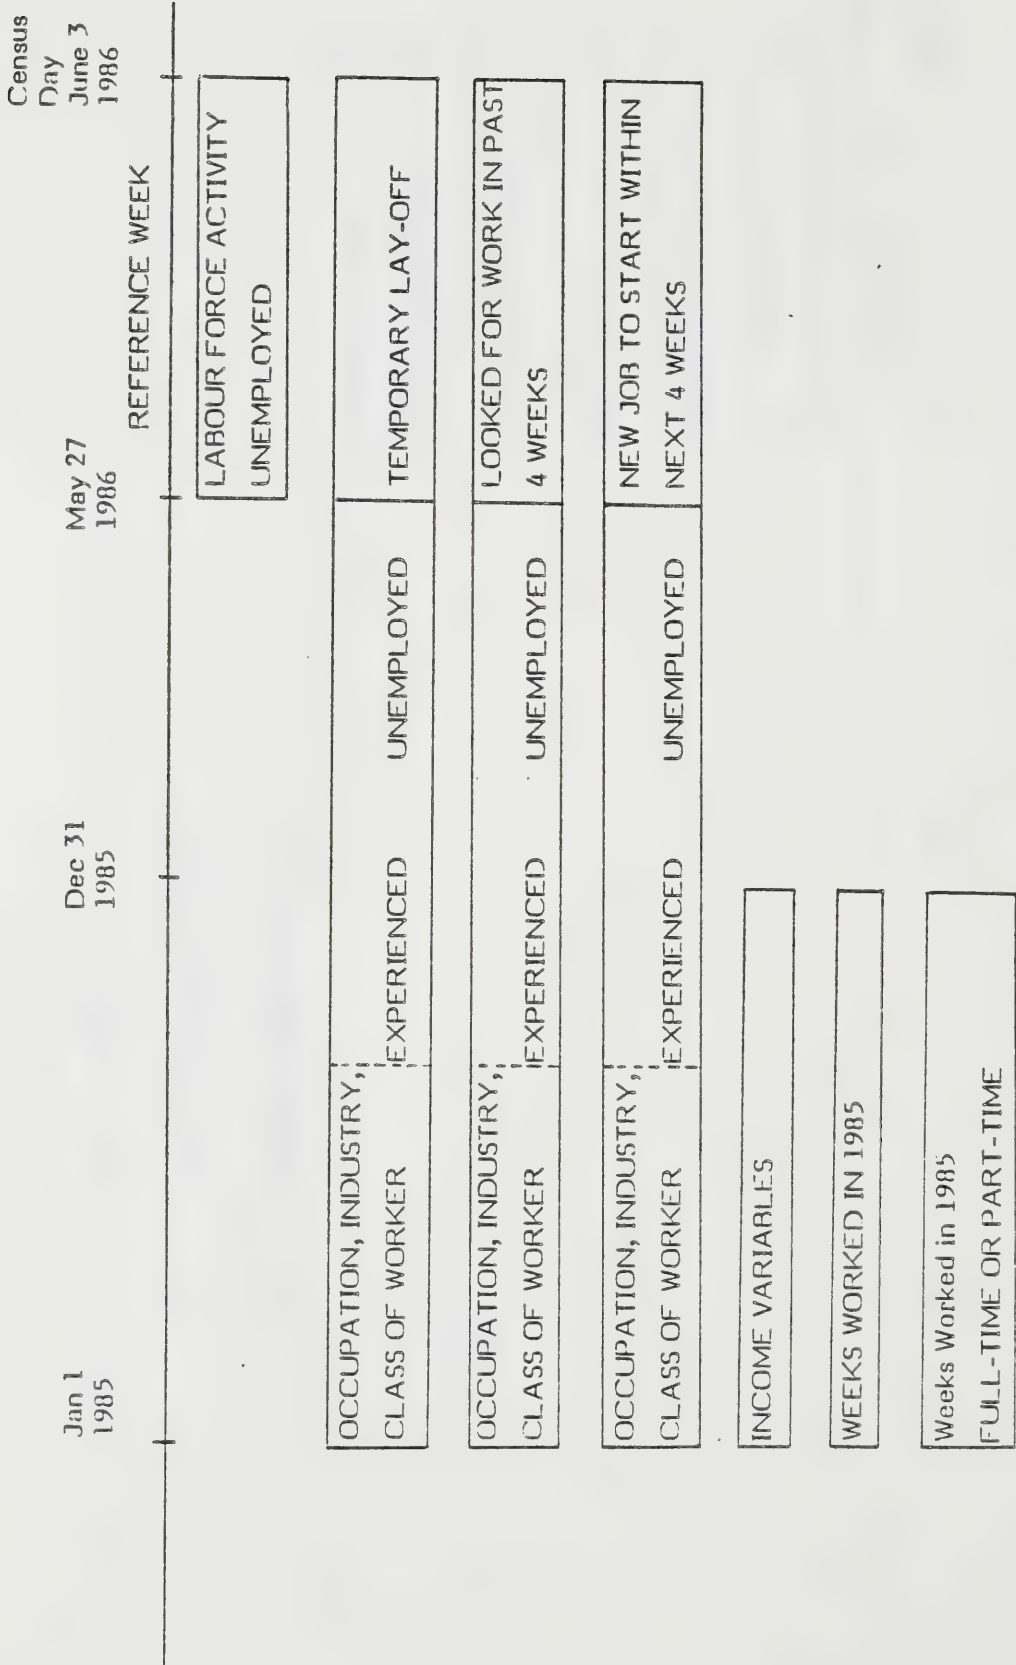 Jan 1
1985
Dec 31
1985
May 27
1986
Census
Day
June 3
1986
REFERENCE WEEK
LABOUR FORCE ACTIVITY
UNEMPLOYED
OCCUPATION, INDUSTRY,
CLASS OF WORKER
EXPERIENCED UNEMPLOYED
TEMPORARY LAY-OFF
OCCUPATION, INDUSTRY,
CLASS OF WORKER
EXPERIENCED UNEMPLOYED
LOOKED FOR WORK IN PAST
4 WEEKS
OCCUPATION, INDUSTRY,
CLASS OF WORKER
EXPERIENCED UNEMPLOYED
NEW JOB TO START WITHIN
NEXT 4 WEEKS
INCOME VARIABLES
WEEKS WORKED IN 1985
Weeks Worked in 1985
FULL-TIME OR PART-TIME